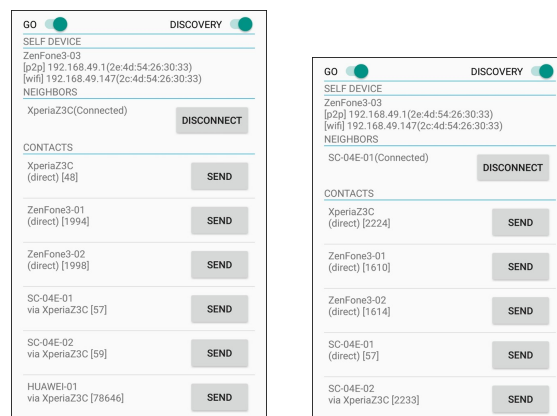 GO DISCOVERY
SELF DEVICE
ZenFone3-03
[p2p] 192.168.49.1(2e:4d:54:26:30:33)
[wifi] 192.168.49.147(2c:4d:54:26:30:33)
NEIGHBORS
XperiaZ3C(Connected)
DISCONNECT
CONTACTS
XperiaZ3C
(direct) [48]
SEND
ZenFone3-01
(direct) [1994]
SEND
ZenFone3-02
(direct) [1998]
SEND
SC-04E-01
via XperiaZ3C [57]
SEND
SC-04E-02
via XperiaZ3C [59]
SEND
HUAWEI-01
via XperiaZ3C [78646]
SEND
GO DISCOVERY
SELF DEVICE
ZenFone3-03
[p2p] 192.168.49.1(2e:4d:54:26:30:33)
[wifi] 192.168.49.147(2c:4d:54:26:30:33)
NEIGHBORS
SC-04E-01(Connected)
DISCONNECT
CONTACTS
XperiaZ3C
(direct) [2224]
SEND
ZenFone3-01
(direct) [1610]
SEND
ZenFone3-02
(direct) [1614]
SEND
SC-04E-01
(direct) [57]
SEND
SC-04E-02
via XperiaZ3C [2233]
SEND